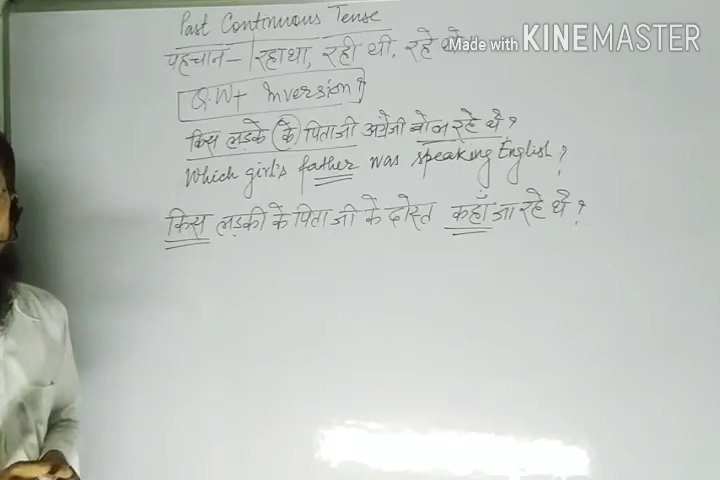 Past Continuous Tense
पहचान - रहा था, रही थी, रहे थे
Made with KINEMASTER
Q.W + Inversion?
किस लड़के के पिताजी अंग्रेजी बोल रहे थे?
Which girl's father was speaking English?
किस लड़की के पिता जी के दोस्त कहाँ जा रहे थे?